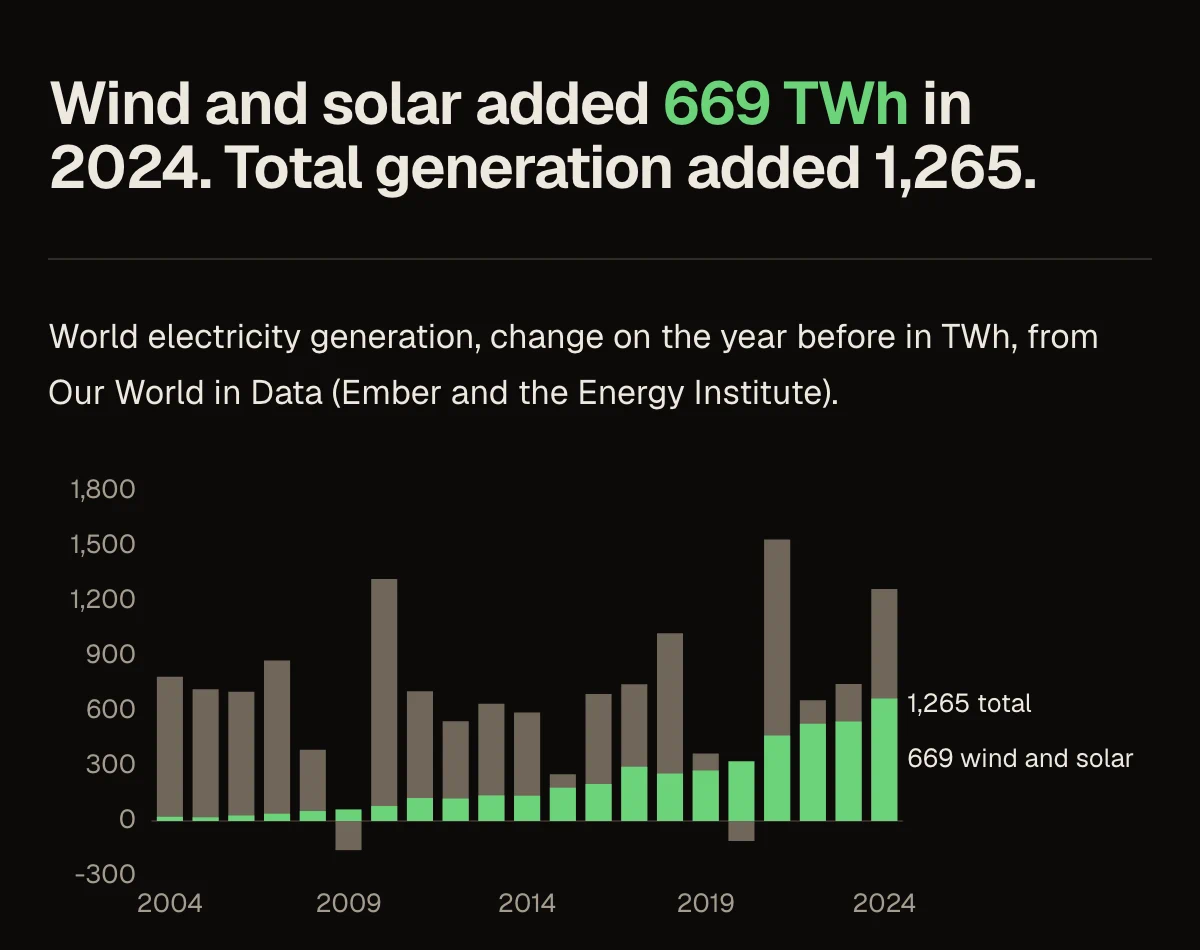 Wind and solar added 669 TWh in
2024. Total generation added 1,265.
World electricity generation, change on the year before in TWh, from
Our World in Data (Ember and the Energy Institute).
1,800
1,500
1,200
900
600
300
0
-300
1,265 total
669 wind and solar
2004 2009 2014 2019 2024